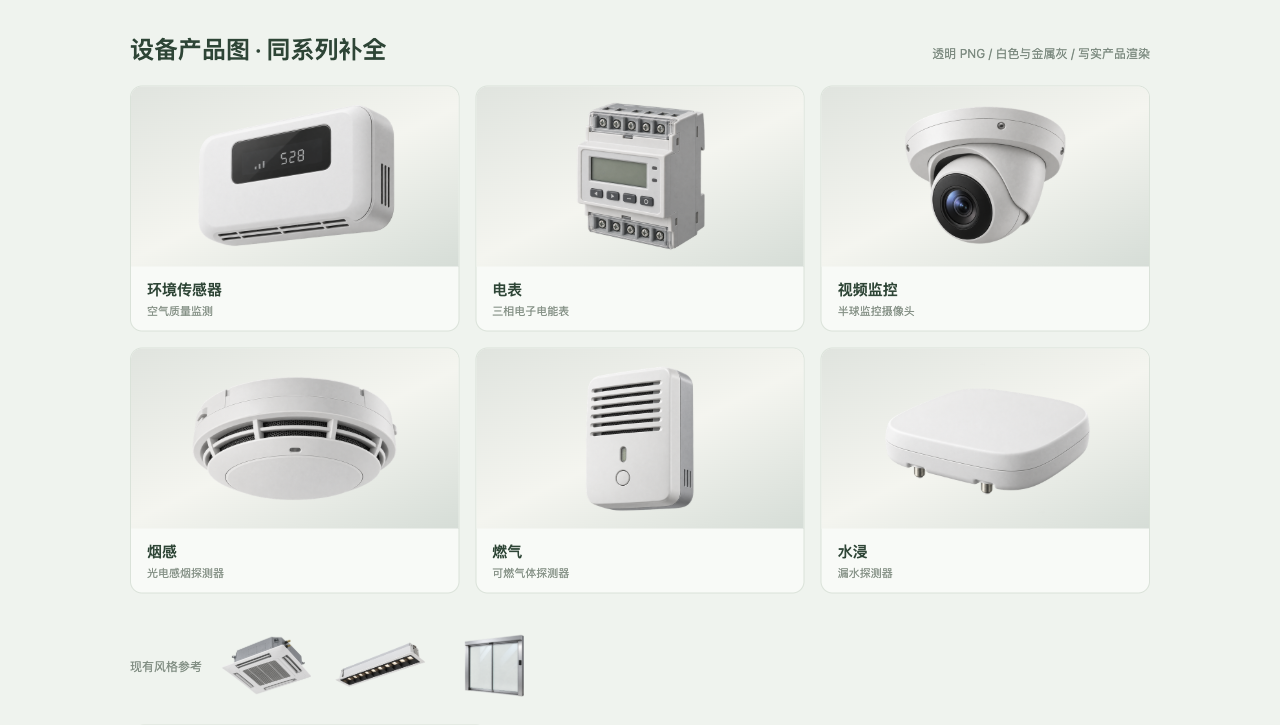 设备产品图 · 同系列补全
透明 PNG / 白色与金属灰 / 写实产品渲染
528
环境传感器
空气质量监测
电表
三相电子电能表
视频监控
半球监控摄像头
烟感
光电感烟探测器
燃气
可燃气体探测器
水浸
漏水探测器
现有风格参考